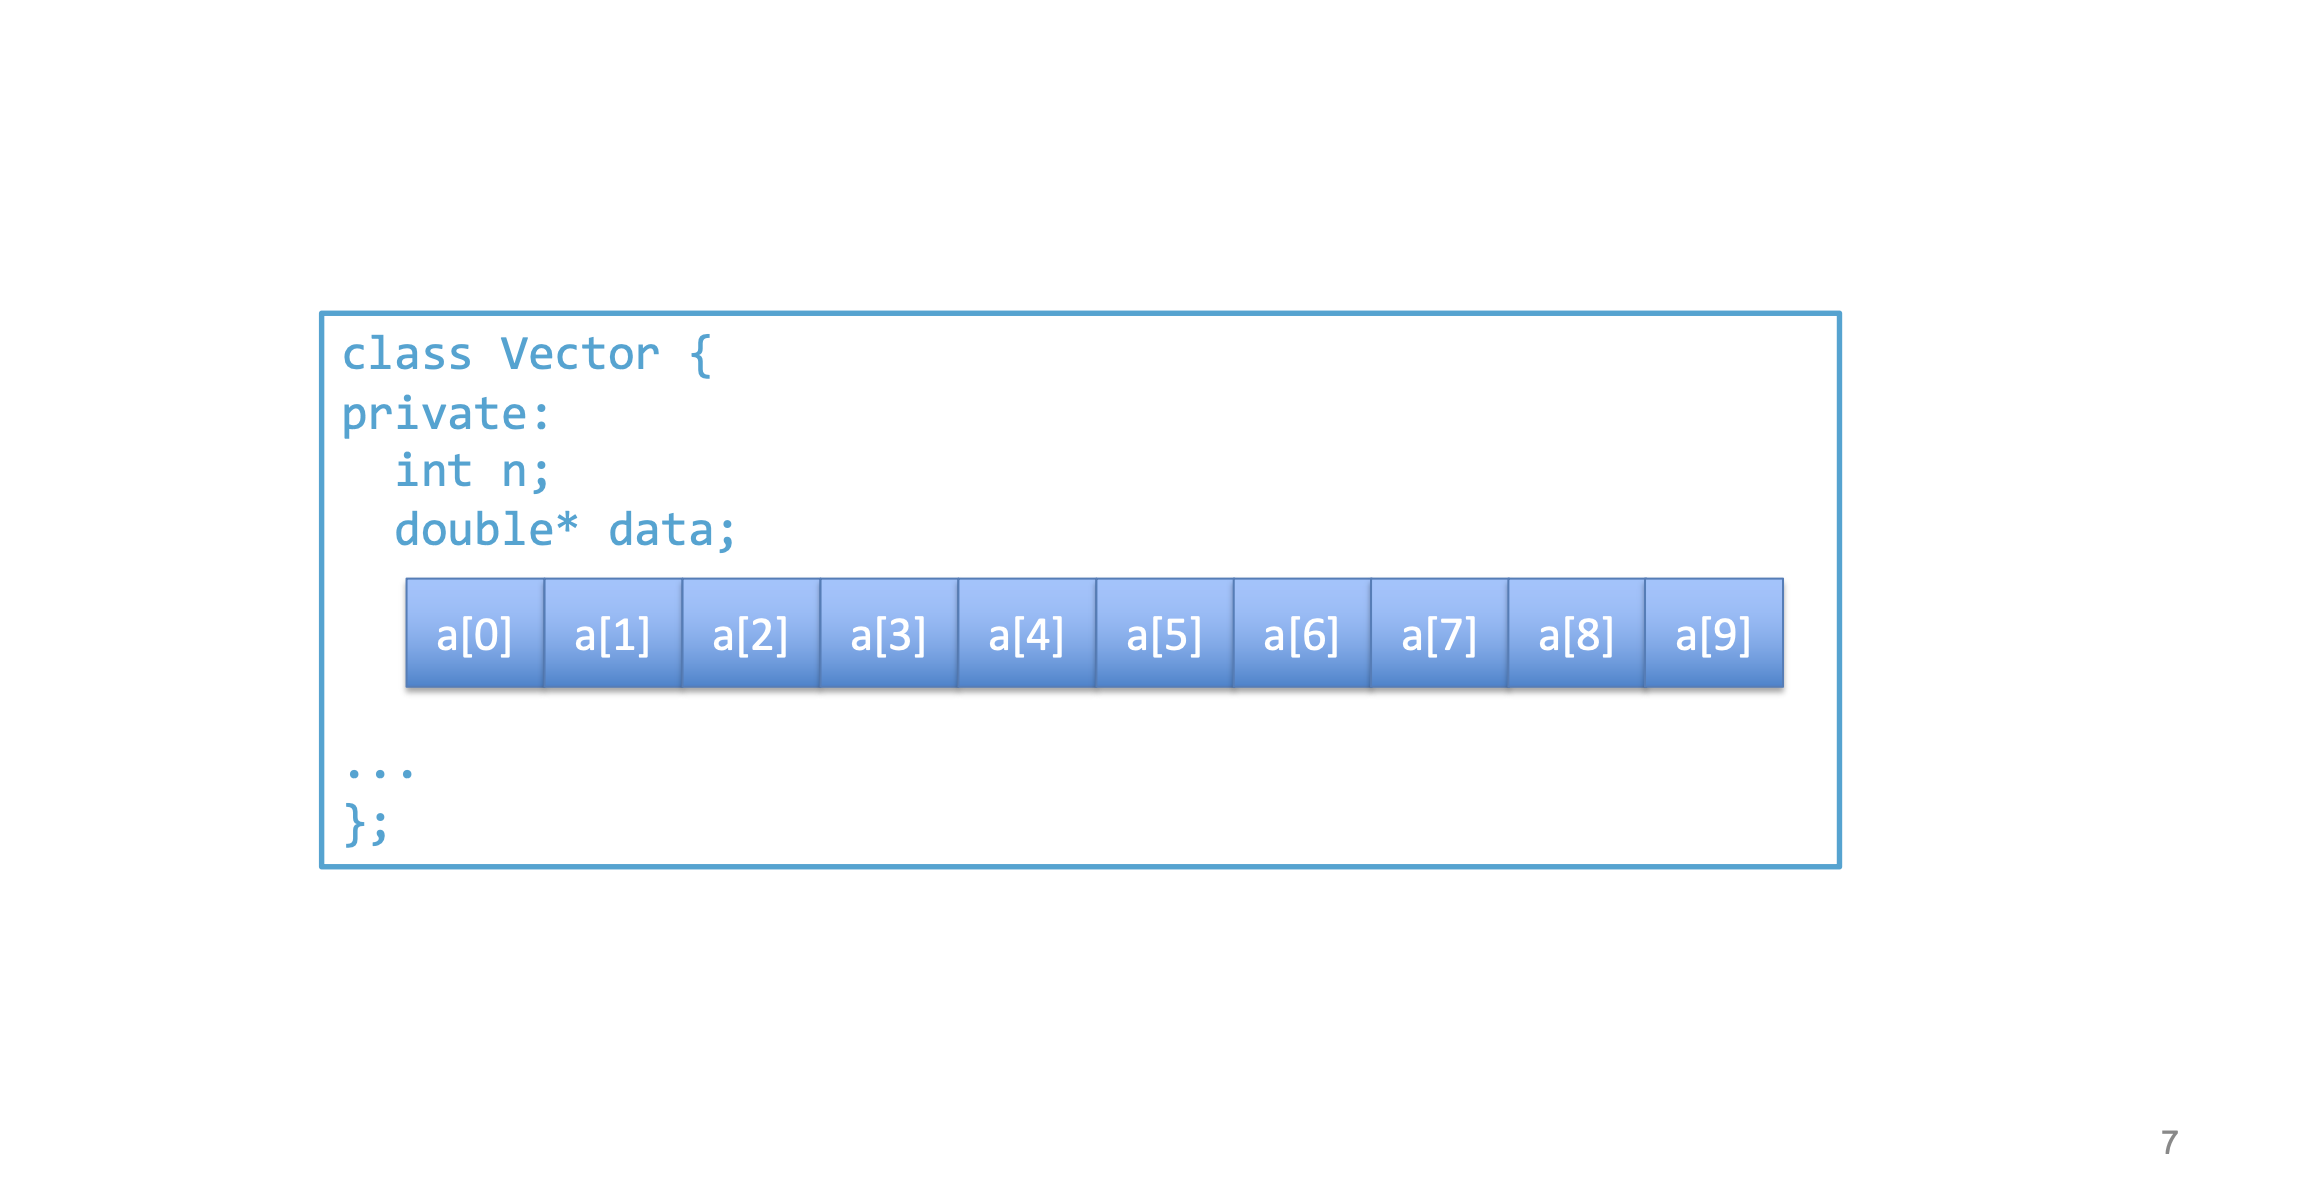 class Vector {
private:
  int n;
  double* data;
a[0] a[1] a[2] a[3] a[4] a[5] a[6] a[7] a[8] a[9]
...
};
7